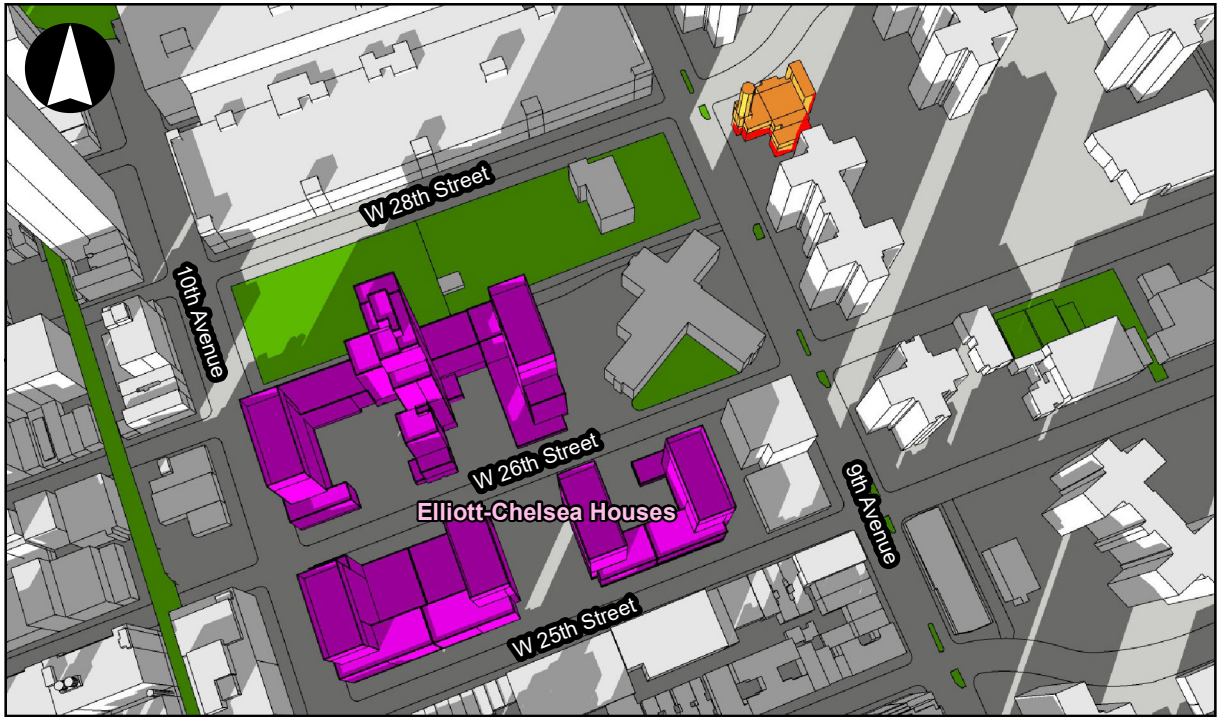 W 28th Street
10th Avenue
W 26th Street
Elliott-Chelsea Houses
9th Avenue
W 25th Street